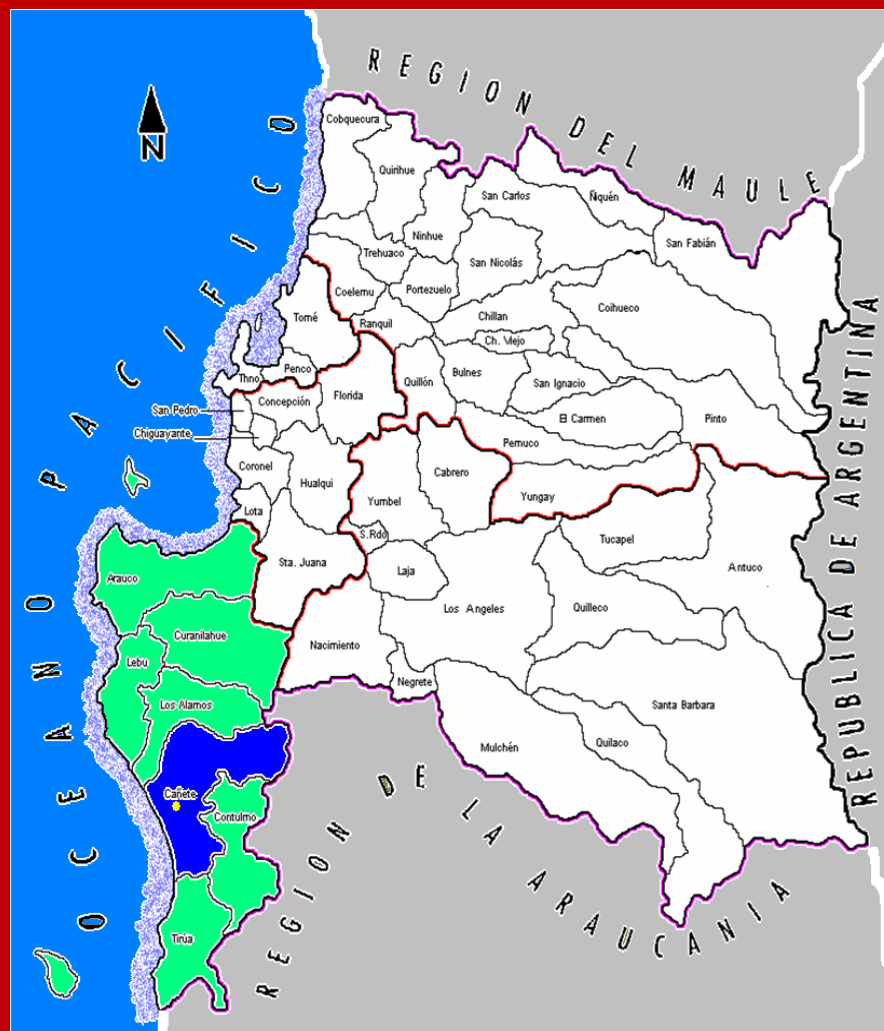 REGION DEL MAULE
OCEANO PACIFICO
N
Cobquecura
Quirihue
San Carlos
Ñiquén
Ninhue
San Fabián
Trehuaco
San Nicolás
Portezuelo
Coelemu
Coihueco
Tomé
Ranquil
Chillan
Ch. Viejo
Penco
Thno
Quillón
Bulnes
San Ignacio
Florida
Concepción
San Pedro
El Carmen
Pinto
Chiguayante
Pemuco
Coronel
Hualqui
Cabrero
Yumbel
Yungay
Lota
S.Rdo
Tucapel
Sta. Juana
Laja
Antuco
Arauco
Los Angeles
Quilleco
Curanilahue
Nacimiento
Lebu
Negrete
Los Alamos
Santa Barbara
Mulchén
Quilaco
Cañete
Contulmo
Tirúa
REGION DE LA ARAUCANIA
REPUBLICA DE ARGENTINA